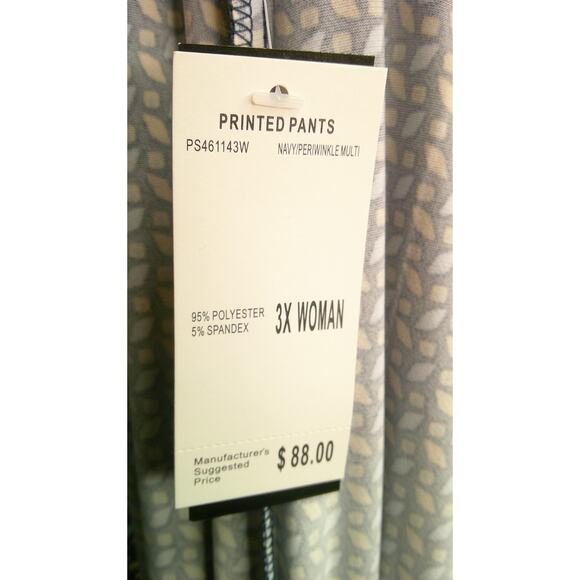 PRINTED PANTS
PS461143W NAVY/PERIWINKLE MULTI
95% POLYESTER
5% SPANDEX
3X WOMAN
Manufacturer's
Suggested
Price
$ 88.00